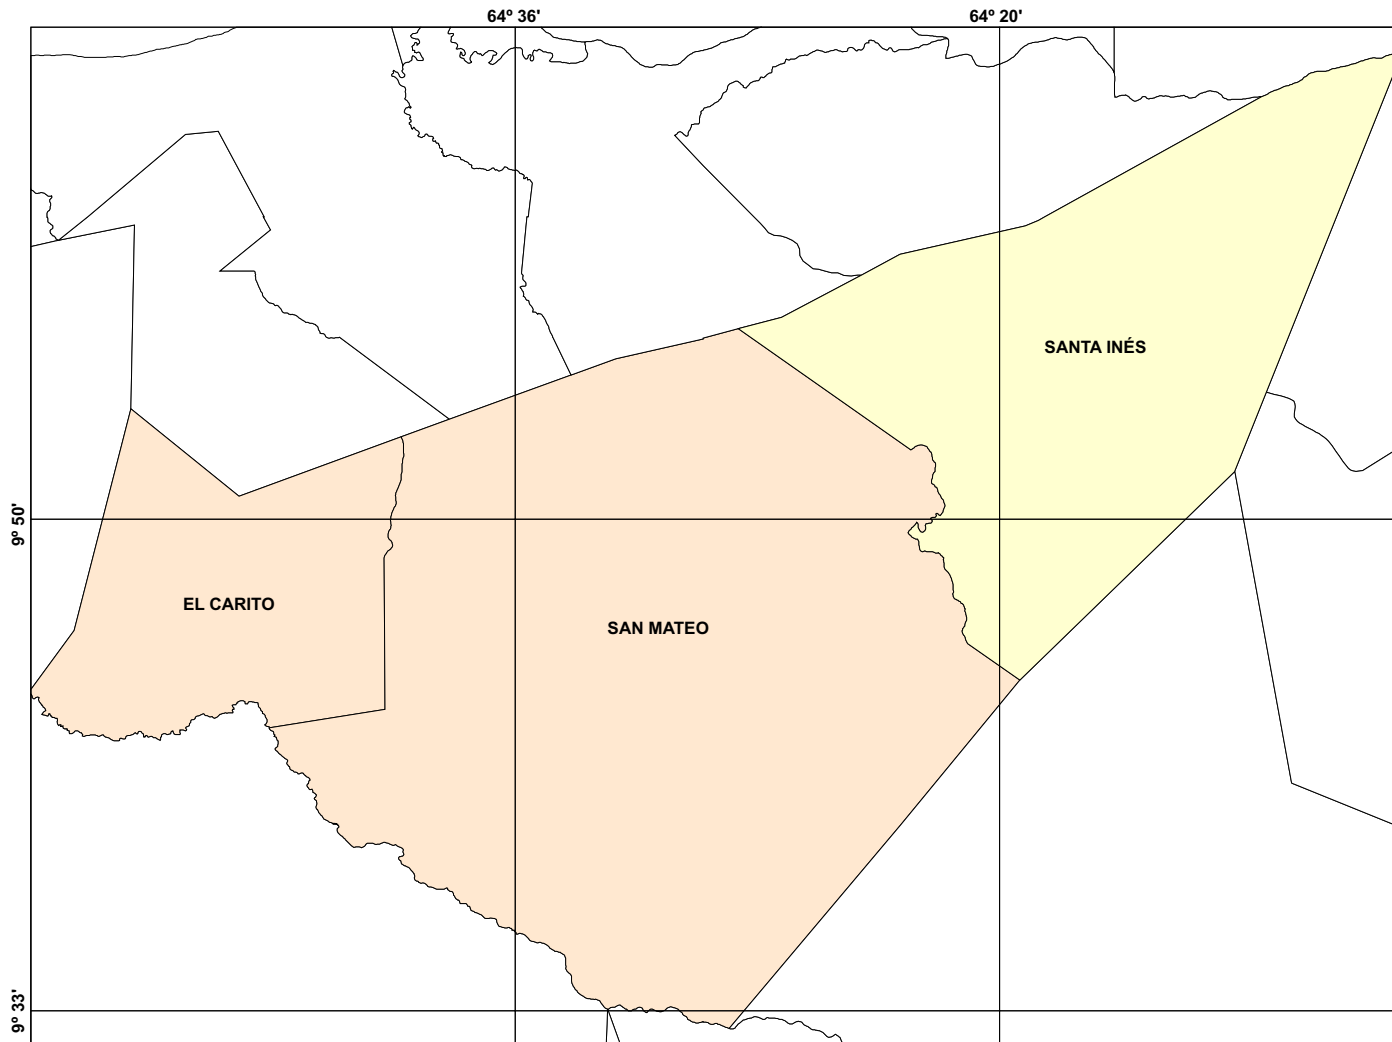 64º 36'
64º 20'
SANTA INÉS
9º 50'
EL CARITO
SAN MATEO
9º 33'